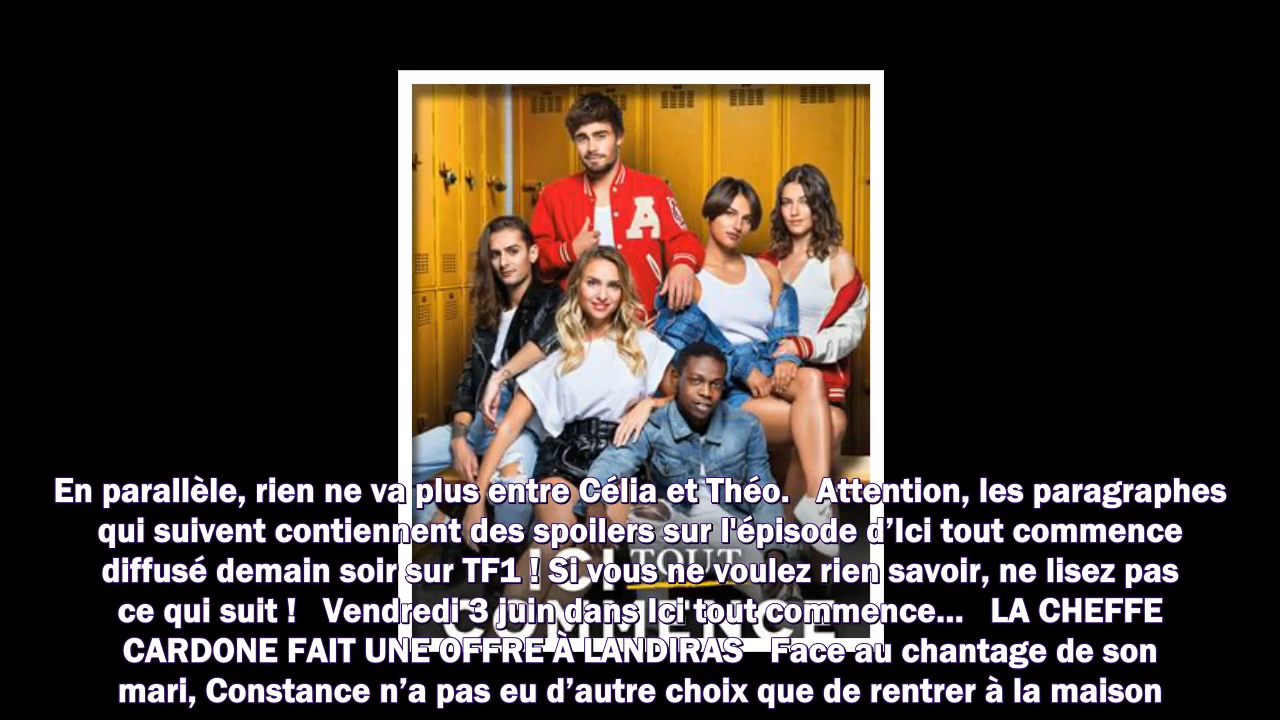 En parallèle, rien ne va plus entre Célia et Théo.   Attention, les paragraphes
qui suivent contiennent des spoilers sur l'épisode d’Ici tout commence
diffusé demain soir sur TF1 ! Si vous ne voulez rien savoir, ne lisez pas
ce qui suit !   Vendredi 3 juin dans Ici tout commence…   LA CHEFFE
CARDONE FAIT UNE OFFRE À LANDIRAS   Face au chantage de son
mari, Constance n’a pas eu d’autre choix que de rentrer à la maison
A
ICI TOUT
COMMENCE